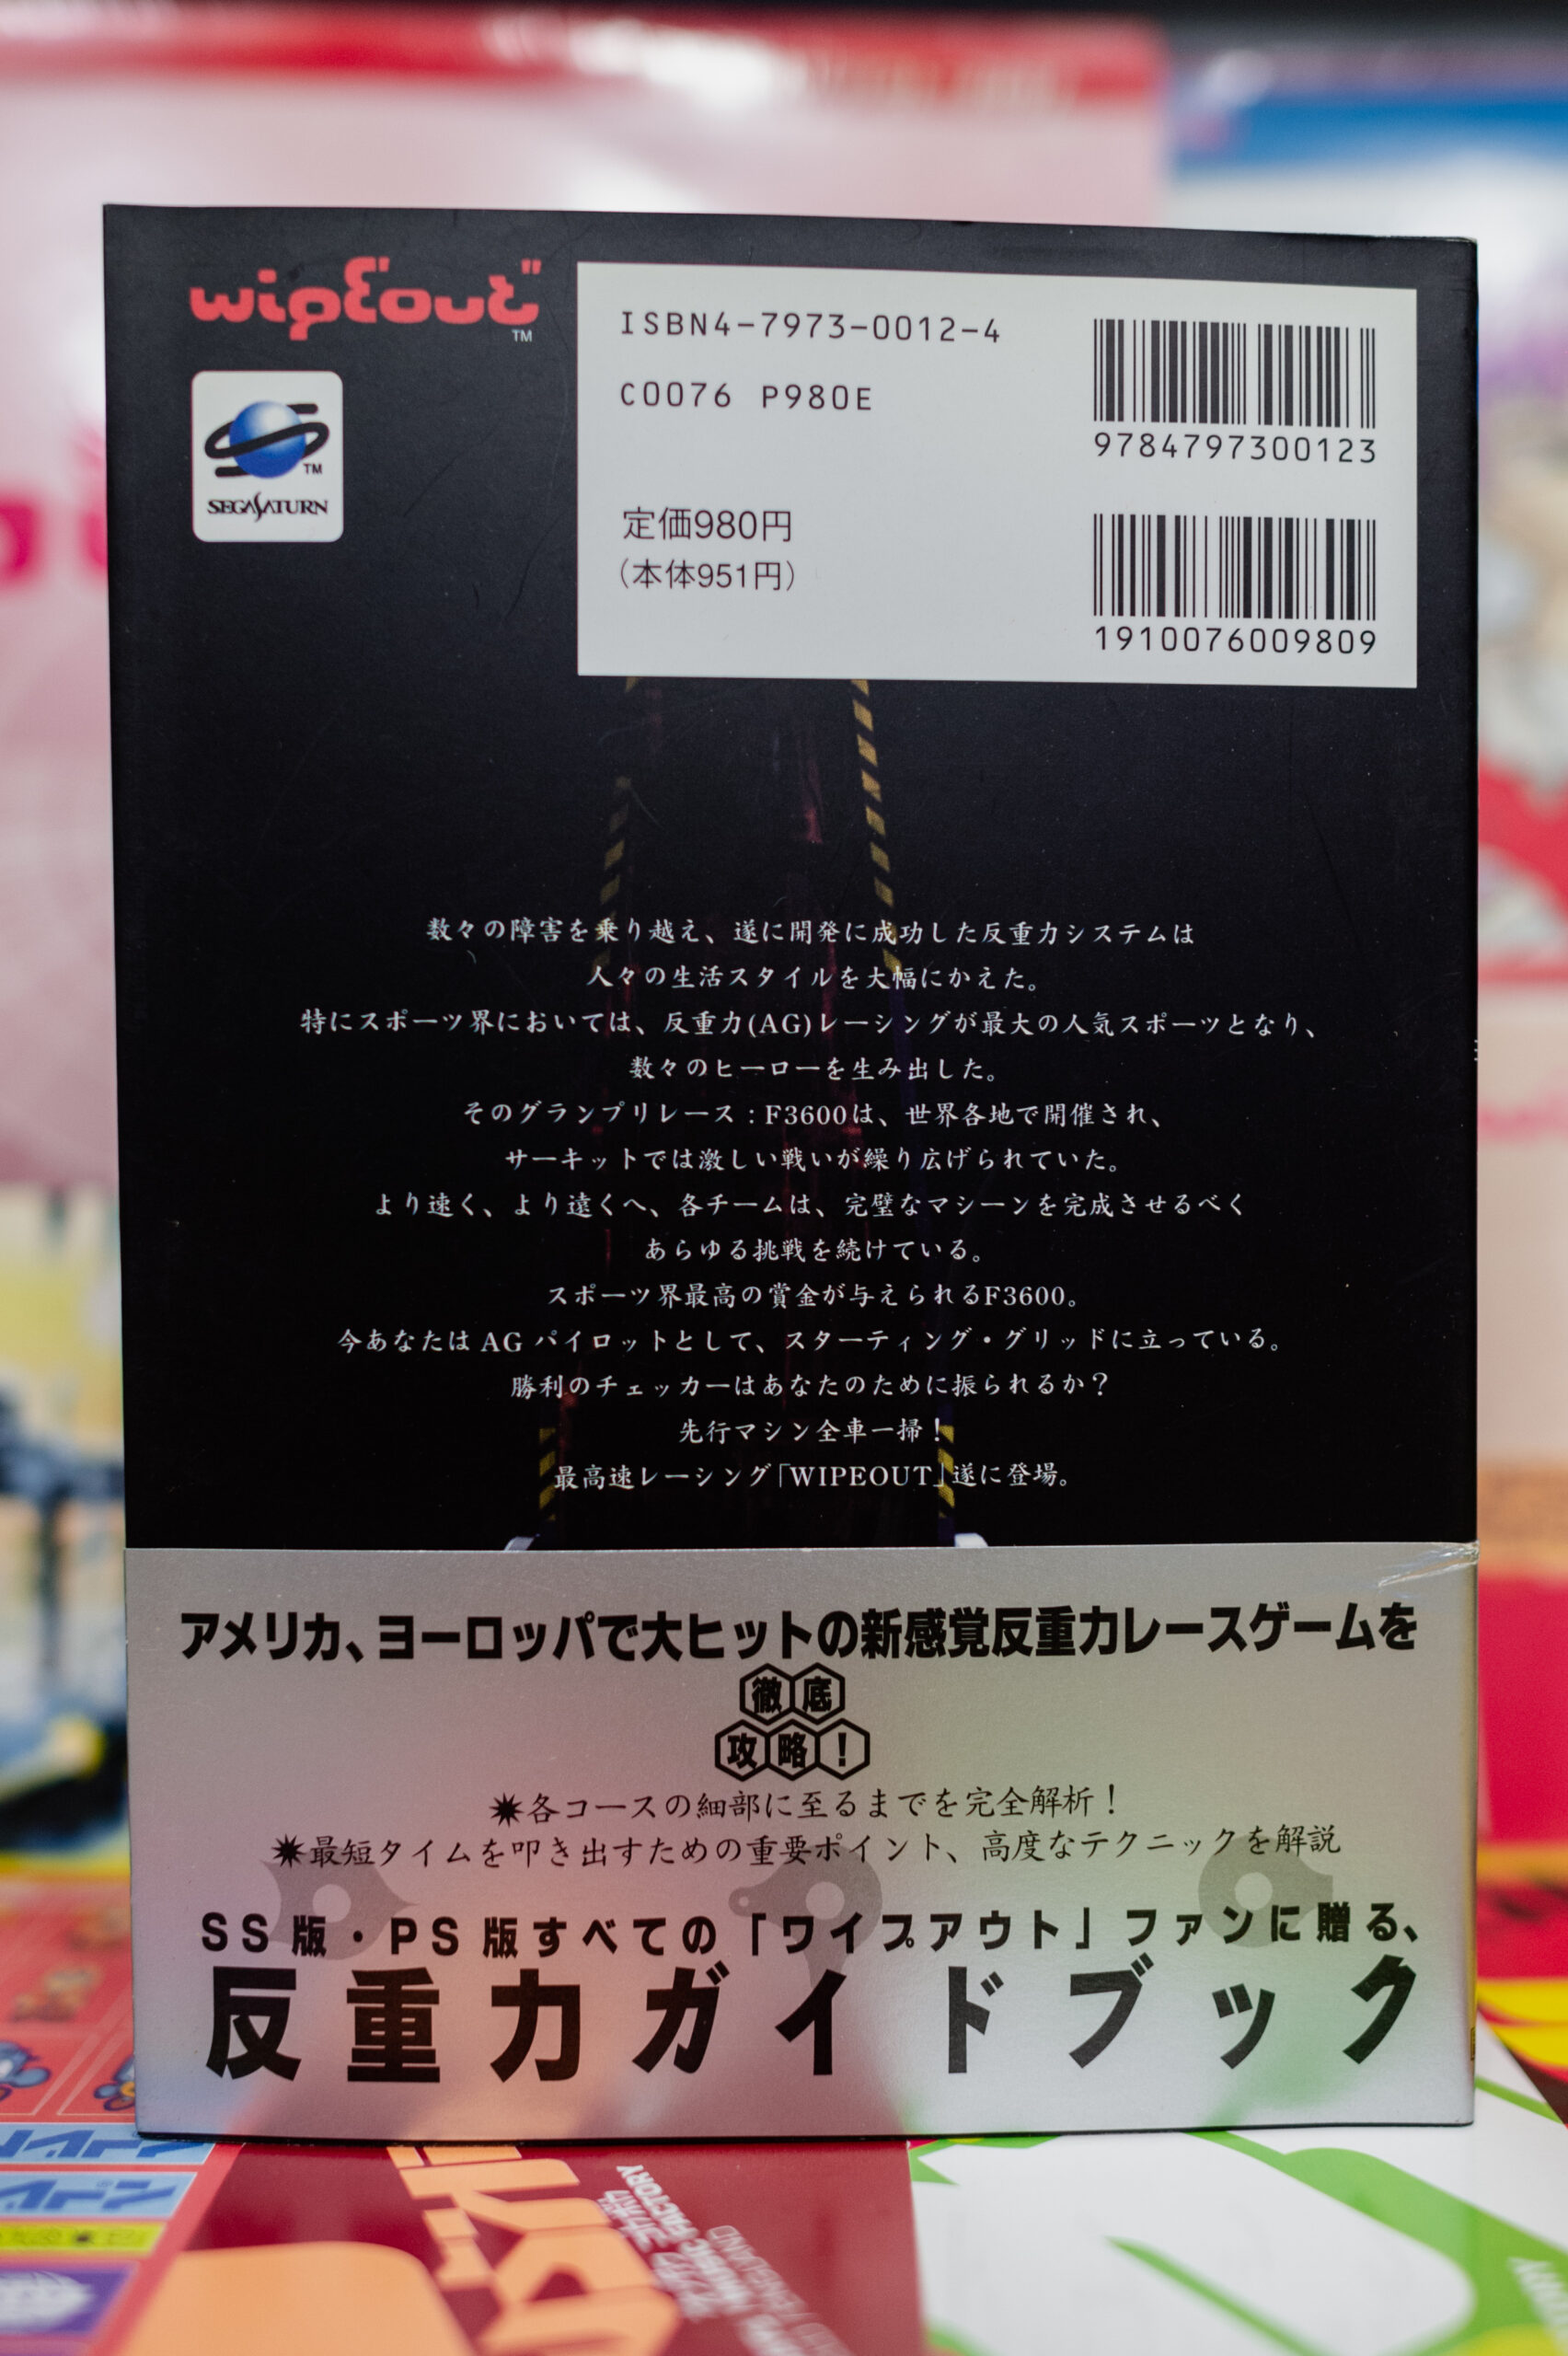 wip3out"
TM
TM
SEGA SATURN
ISBN4-7973-0012-4
C0076 P980E
9784797300123
定価980円
(本体951円)
1910076009809
数々の障害を乗り越え、遂に開発に成功した反重力システムは
人々の生活スタイルを大幅にかえた。
特にスポーツ界においては、反重力(AG)レーシングが最大の人気スポーツとなり、
数々のヒーローを生み出した。
そのグランプリレース：F3600は、世界各地で開催され、
サーキットでは激しい戦いが繰り広げられていた。
より速く、より遠くへ、各チームは、完璧なマシーンを完成させるべく
あらゆる挑戦を続けている。
スポーツ界最高の賞金が与えられるF3600。
今あなたは AG パイロットとして、スターティング・グリッドに立っている。
勝利のチェッカーはあなたのために振られるか？
先行マシン全車一掃！
最高速レーシング「WIPEOUT」遂に登場。
アメリカ、ヨーロッパで大ヒットの新感覚反重力レースゲームを
徹底
攻略！
✹各コースの細部に至るまでを完全解析！
✹最短タイムを叩き出すための重要ポイント、高度なテクニックを解説
SS版・PS版すべての「ワイプアウト」ファンに贈る、
反重力ガイドブック
MUSIC FACTORY